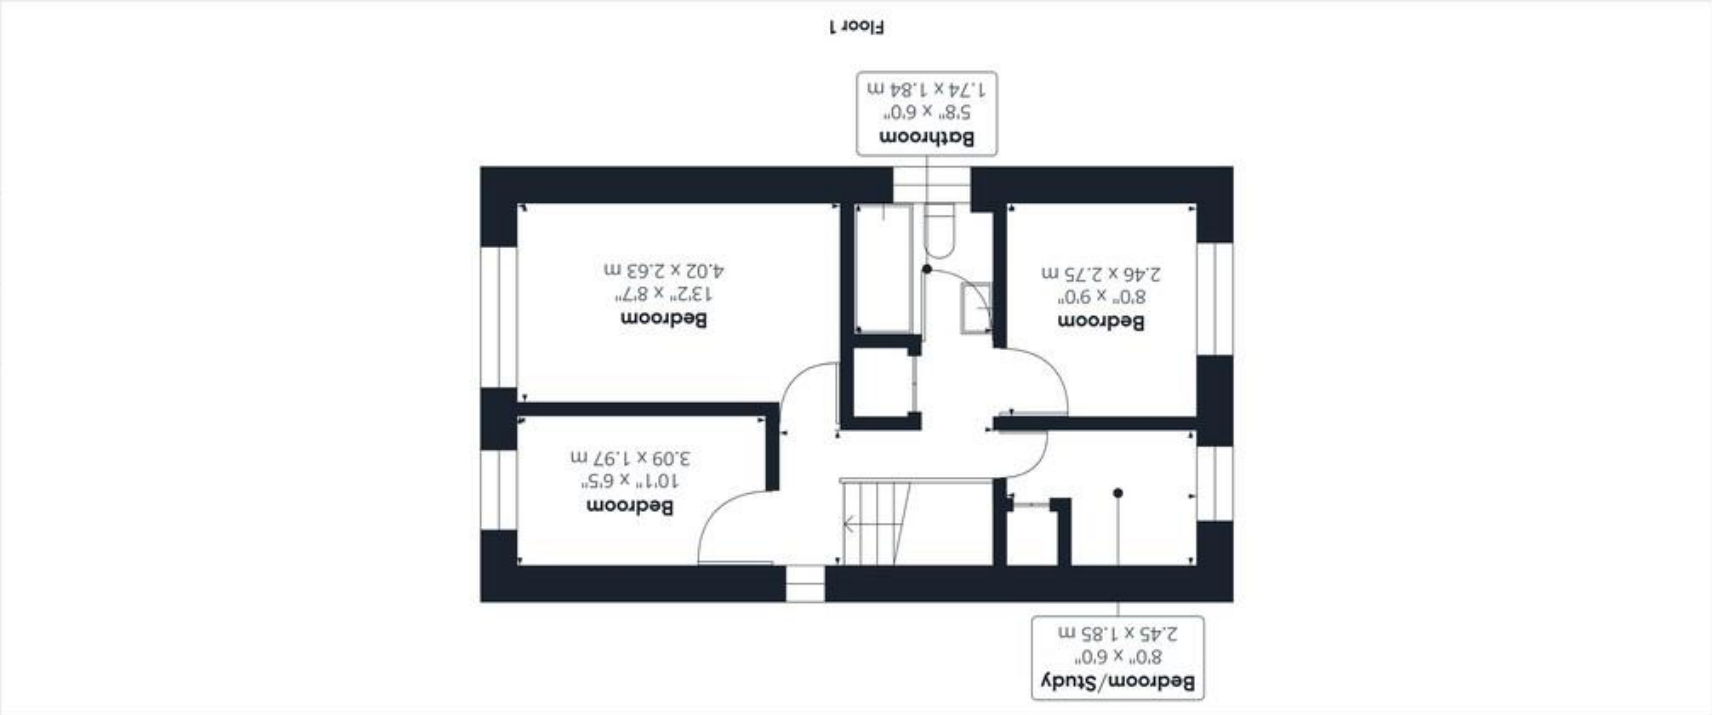 Bedroom/Study
8'0" x 6'0"
2.45 x 1.85 m
Bedroom
10'1" x 6'5"
3.09 x 1.97 m
Bedroom
8'0" x 9'0"
2.46 x 2.75 m
Bedroom
13'2" x 8'7"
4.02 x 2.63 m
Bathroom
5'8" x 6'0"
1.74 x 1.84 m
Floor 1